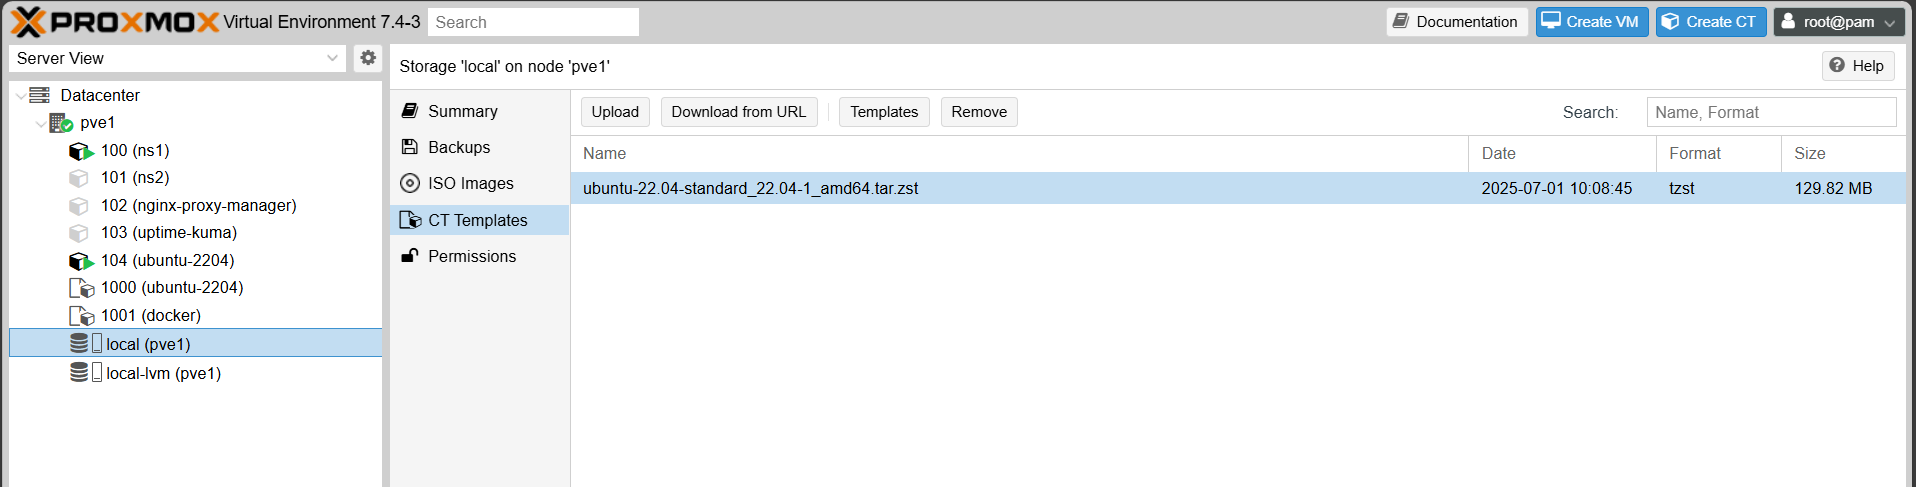 PROXMOX Virtual Environment 7.4-3 Search Documentation Create VM Create CT root@pam
Server View
Storage 'local' on node 'pve1' Help
Datacenter
pve1
100 (ns1)
101 (ns2)
102 (nginx-proxy-manager)
103 (uptime-kuma)
104 (ubuntu-2204)
1000 (ubuntu-2204)
1001 (docker)
local (pve1)
local-lvm (pve1)
Summary
Backups
ISO Images
CT Templates
Permissions
Upload Download from URL Templates Remove Search: Name, Format
Name Date Format Size
ubuntu-22.04-standard_22.04-1_amd64.tar.zst 2025-07-01 10:08:45 tzst 129.82 MB